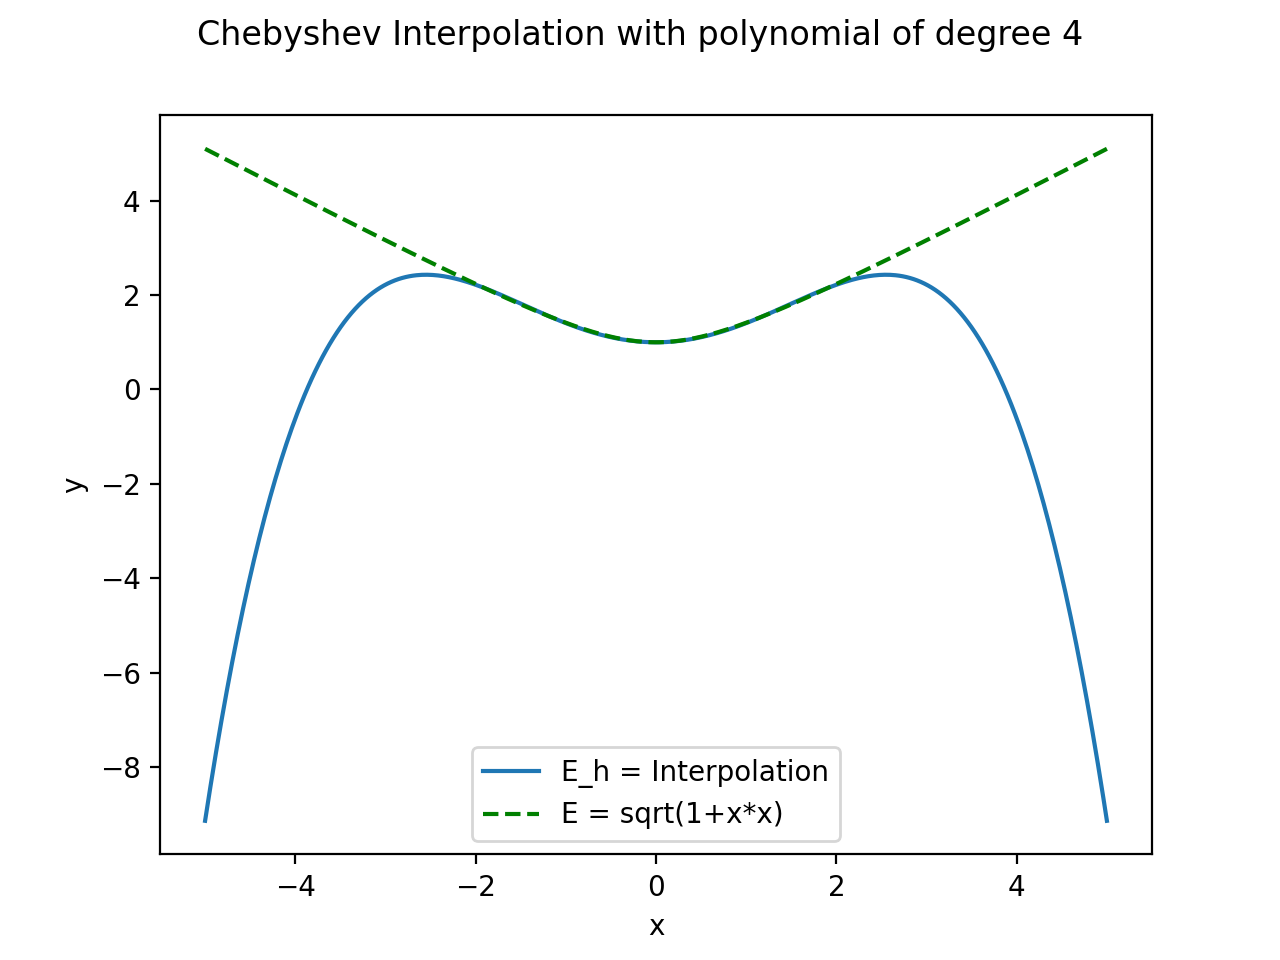 Chebyshev Interpolation with polynomial of degree 4
4
2
0
−2
−4
−6
−8
y
E_h = Interpolation
E = sqrt(1+x*x)
−4 −2 0 2 4
x